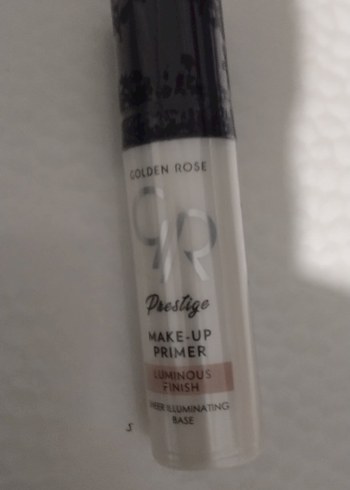 GOLDEN ROSE
GR
Prestige
MAKE-UP
PRIMER
LUMINOUS
FINISH
SHEER ILLUMINATING
BASE